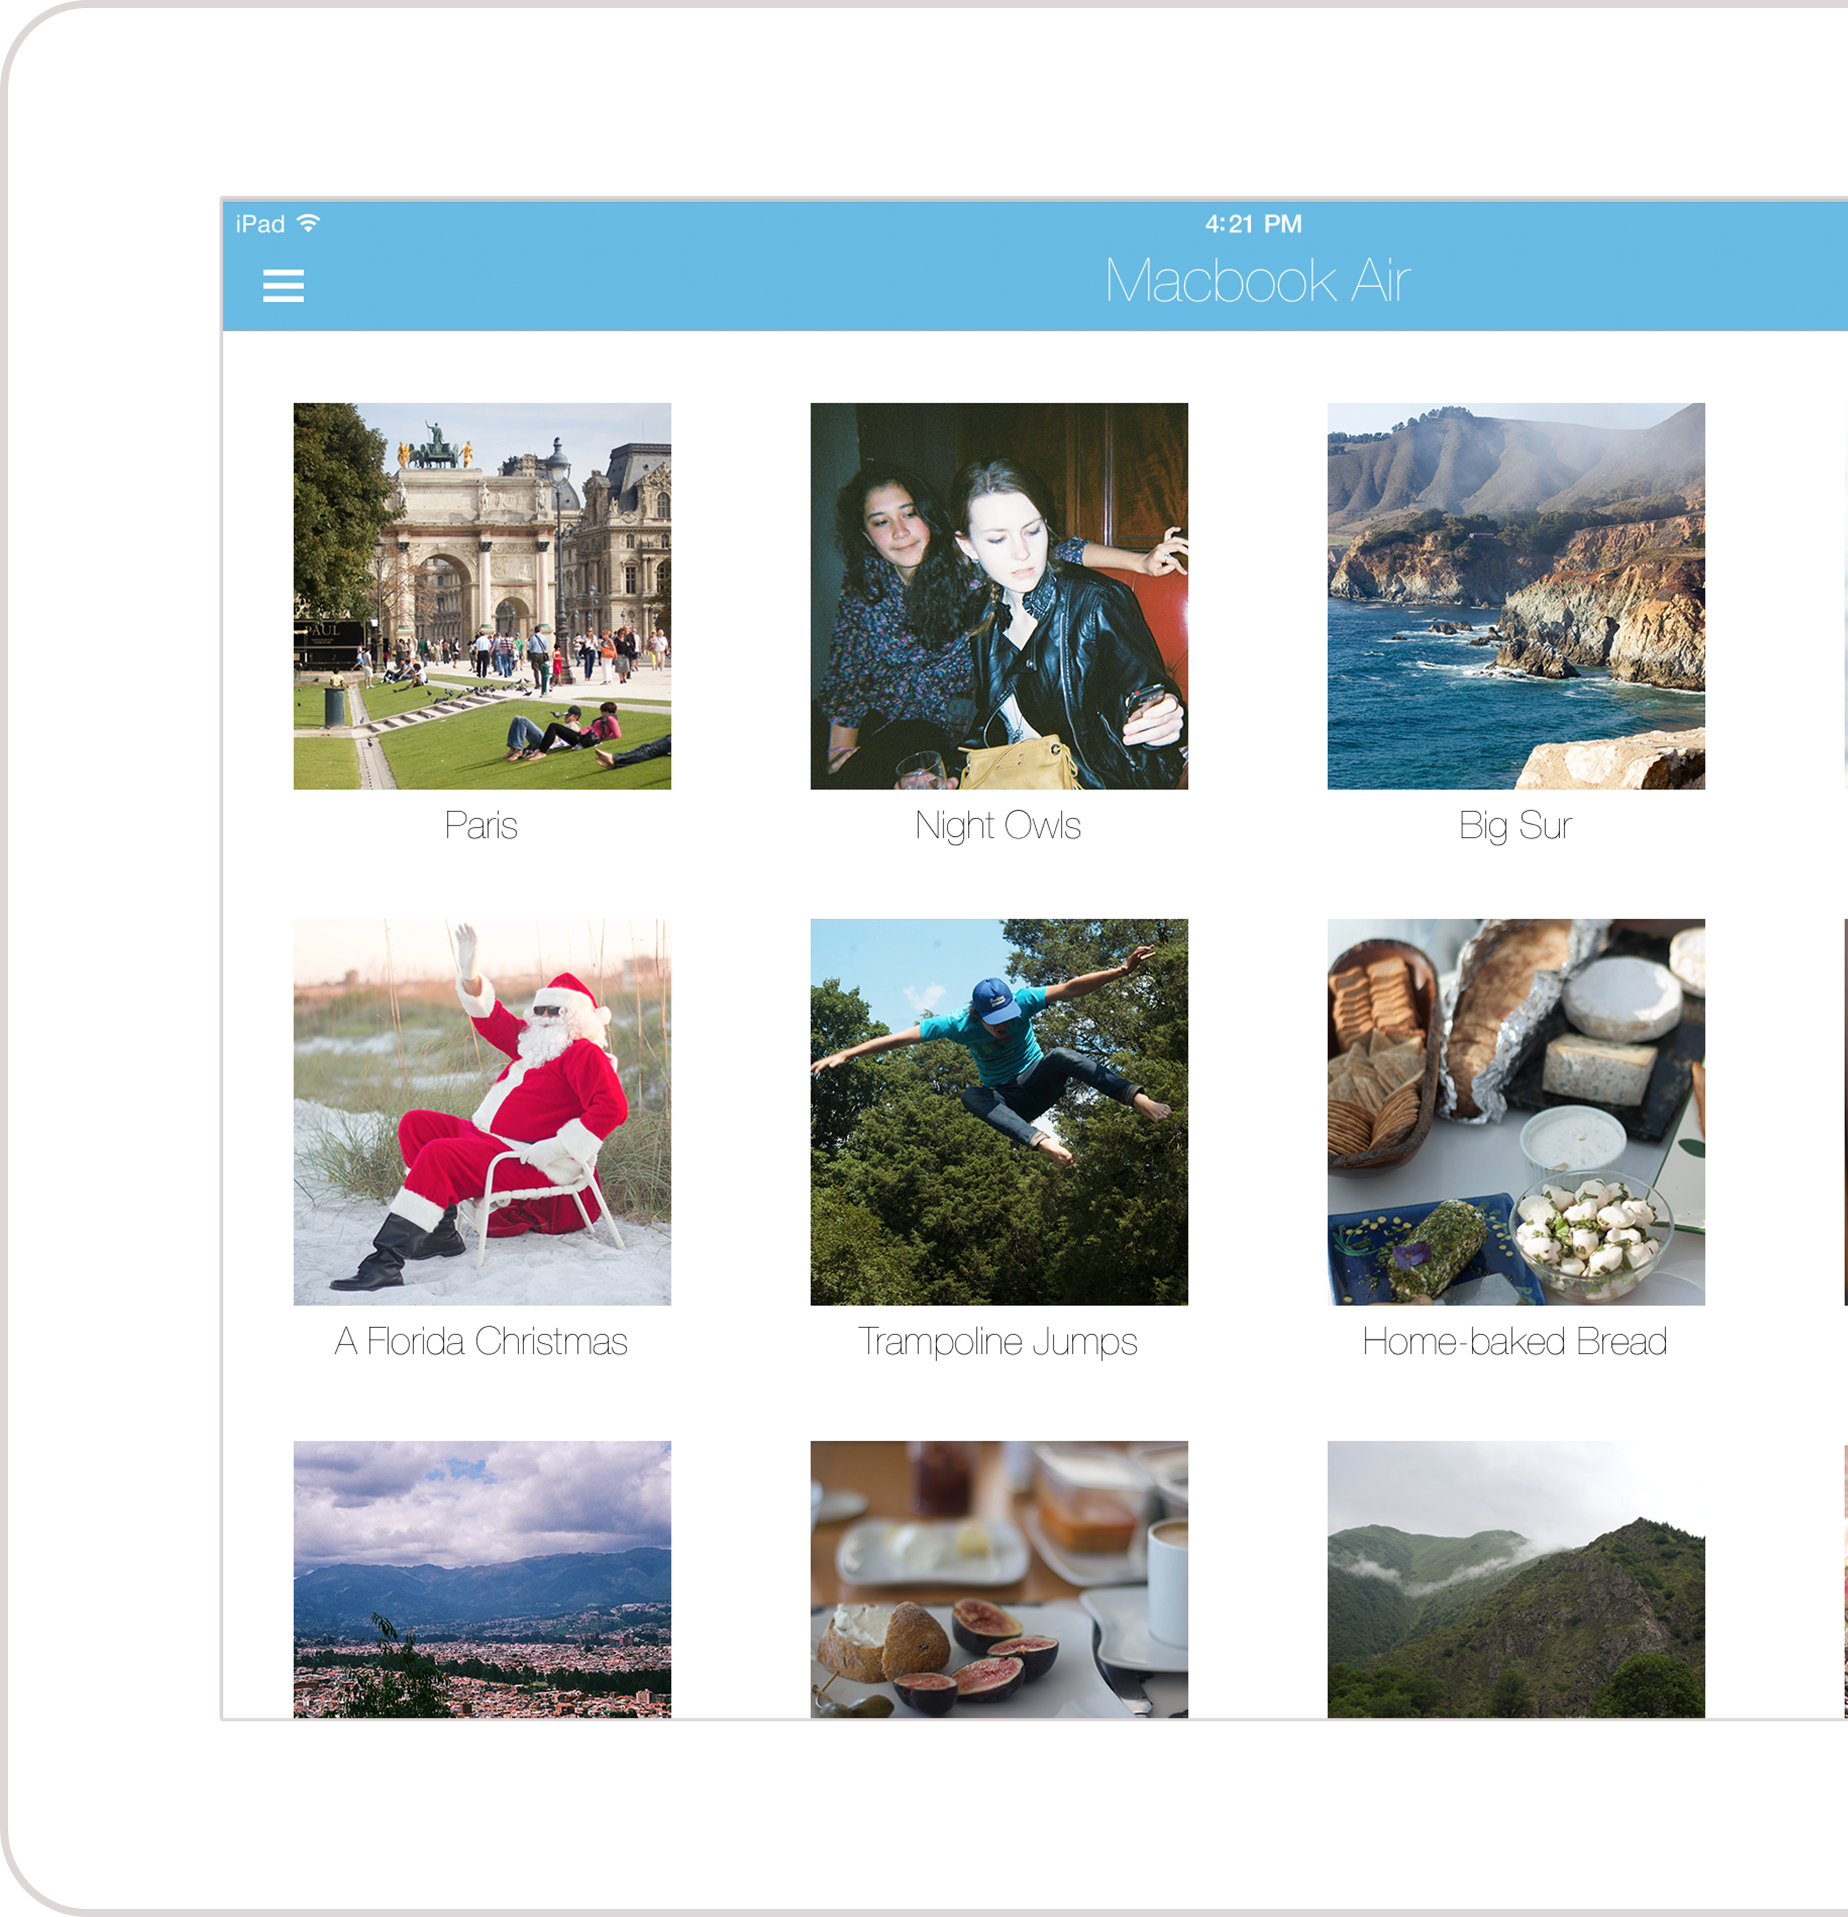 iPad
4:21 PM
Macbook Air
PAUL
Paris
Night Owls
Big Sur
A Florida Christmas
Trampoline Jumps
Home-baked Bread